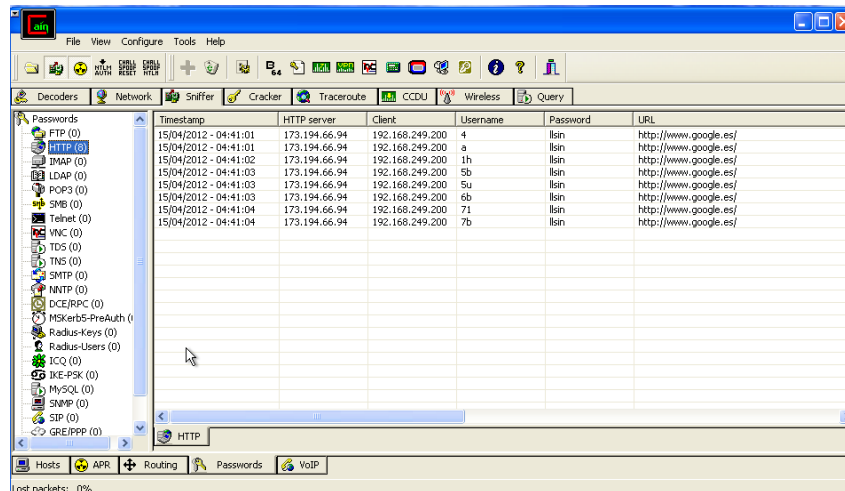 Cain
File View Configure Tools Help
NTLM AUTH CHALL SPOOF RESET CHALL SPOOF NTLM B 64
Decoders Network Sniffer Cracker Traceroute CCDU Wireless Query
Passwords
FTP (0)
HTTP (8)
IMAP (0)
LDAP (0)
POP3 (0)
SMB (0)
Telnet (0)
VNC (0)
TDS (0)
TNS (0)
SMTP (0)
NNTP (0)
DCE/RPC (0)
MSKerb5-PreAuth (
Radius-Keys (0)
Radius-Users (0)
ICQ (0)
IKE-PSK (0)
MySQL (0)
SNMP (0)
SIP (0)
GRE/PPP (0)
Timestamp HTTP server Client Username Password URL
15/04/2012 - 04:41:01 173.194.66.94 192.168.249.200 4 llsin http://www.google.es/
15/04/2012 - 04:41:01 173.194.66.94 192.168.249.200 a llsin http://www.google.es/
15/04/2012 - 04:41:02 173.194.66.94 192.168.249.200 1h llsin http://www.google.es/
15/04/2012 - 04:41:03 173.194.66.94 192.168.249.200 5b llsin http://www.google.es/
15/04/2012 - 04:41:03 173.194.66.94 192.168.249.200 5u llsin http://www.google.es/
15/04/2012 - 04:41:03 173.194.66.94 192.168.249.200 6b llsin http://www.google.es/
15/04/2012 - 04:41:04 173.194.66.94 192.168.249.200 71 llsin http://www.google.es/
15/04/2012 - 04:41:04 173.194.66.94 192.168.249.200 7b llsin http://www.google.es/
HTTP
Hosts APR Routing Passwords VoIP
Lost packets: 0%